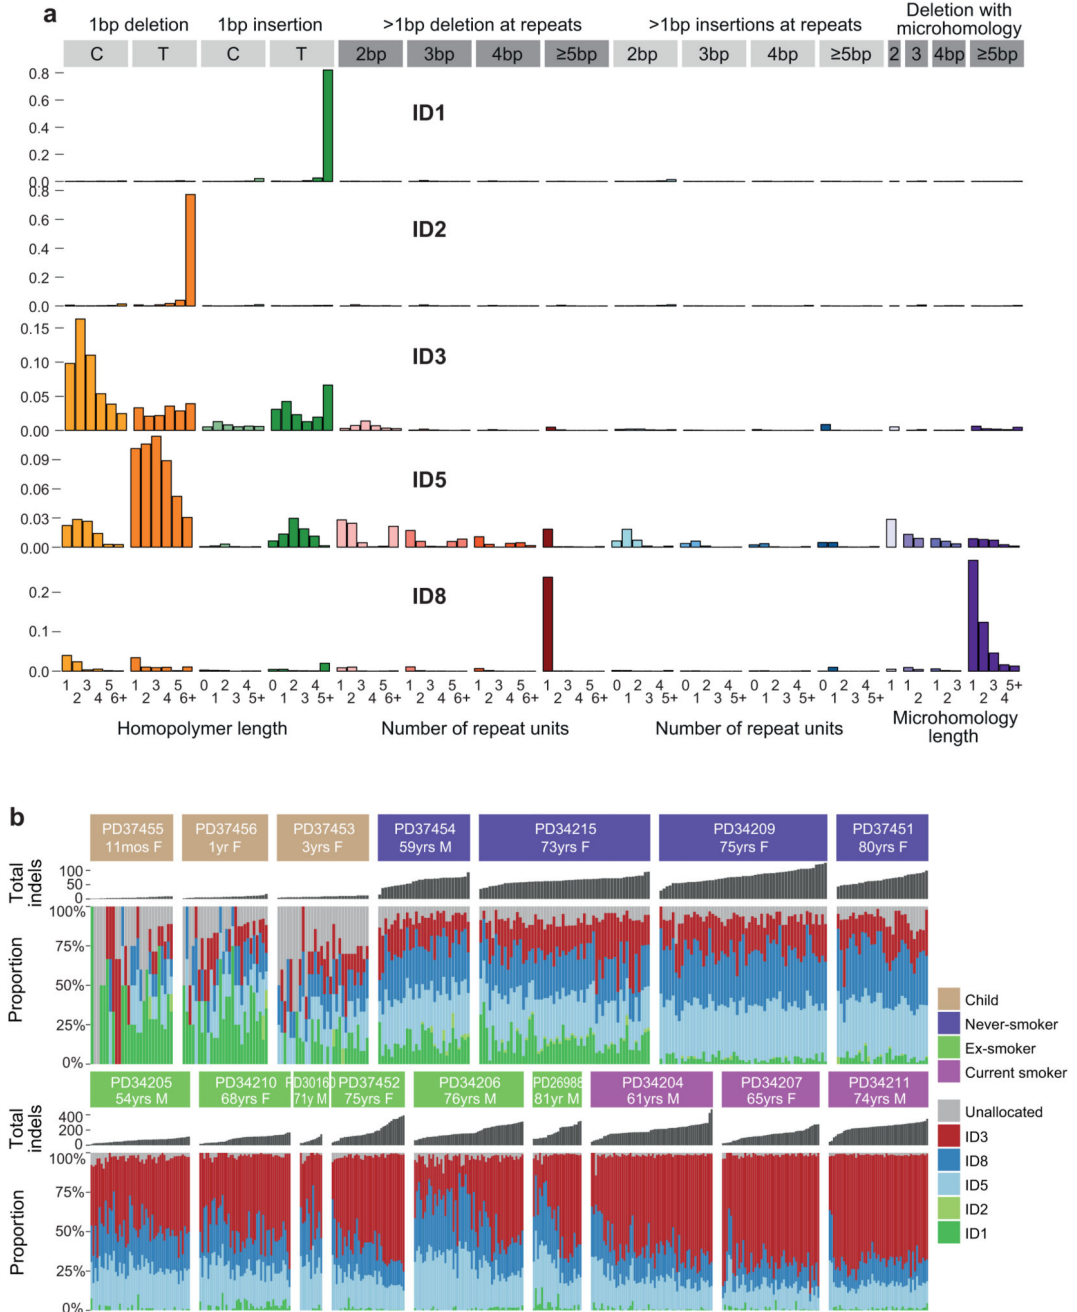 a
1bp deletion 1bp insertion >1bp deletion at repeats >1bp insertions at repeats Deletion with microhomology
C T C T 2bp 3bp 4bp ≥5bp 2bp 3bp 4bp ≥5bp 2 3 4bp ≥5bp
0.8
0.6
0.4
0.2
0.0
ID1
0.8
0.6
0.4
0.2
0.0
ID2
0.15
0.10
0.05
0.00
ID3
0.09
0.06
0.03
0.00
ID5
0.2
0.1
0.0
ID8
1 3 5 1 3 5 0 2 4 0 2 4 1 3 5 1 3 5 1 3 5 1 3 5 0 2 4 0 2 4 0 2 4 0 2 4 1 1 1 3 1 3 5+
2 4 6+ 2 4 6+ 1 3 5+ 1 3 5+ 2 4 6+ 2 4 6+ 2 4 6+ 2 4 6+ 1 3 5+ 1 3 5+ 1 3 5+ 1 3 5+ 2 2 2 4
Homopolymer length Number of repeat units Number of repeat units Microhomology
length
b
PD37455 PD37456 PD37453 PD37454 PD34215 PD34209 PD37451
11mos F 1yr F 3yrs F 59yrs M 73yrs F 75yrs F 80yrs F
Total
indels
100
50
0
Proportion
100%
75%
50%
25%
0%
Child
Never-smoker
Ex-smoker
Current smoker
PD34205 PD34210 PD30160 PD37452 PD34206 PD26988 PD34204 PD34207 PD34211
54yrs M 68yrs F 71y M 75yrs F 76yrs M 81yr M 61yrs M 65yrs F 74yrs M
Total
indels
400
200
0
Proportion
100%
75%
50%
25%
0%
Unallocated
ID3
ID8
ID5
ID2
ID1